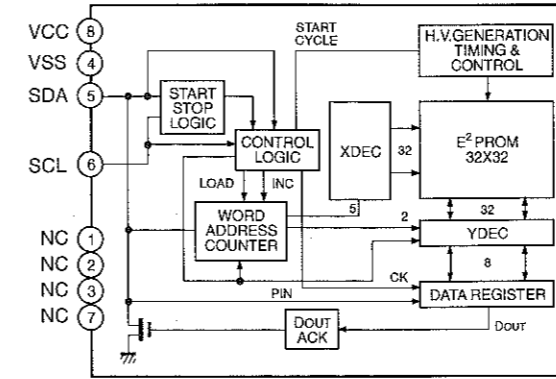 VCC 8
VSS 4
SDA 5
SCL 6
NC 1
NC 2
NC 3
NC 7
START
CYCLE
H.V.GENERATION
TIMING &
CONTROL
START
STOP
LOGIC
CONTROL
LOGIC
XDEC
32
E² PROM
32X32
LOAD
INC
5
WORD
ADDRESS
COUNTER
2
32
YDEC
8
CK
PIN
DATA REGISTER
DOUT
ACK
DOUT